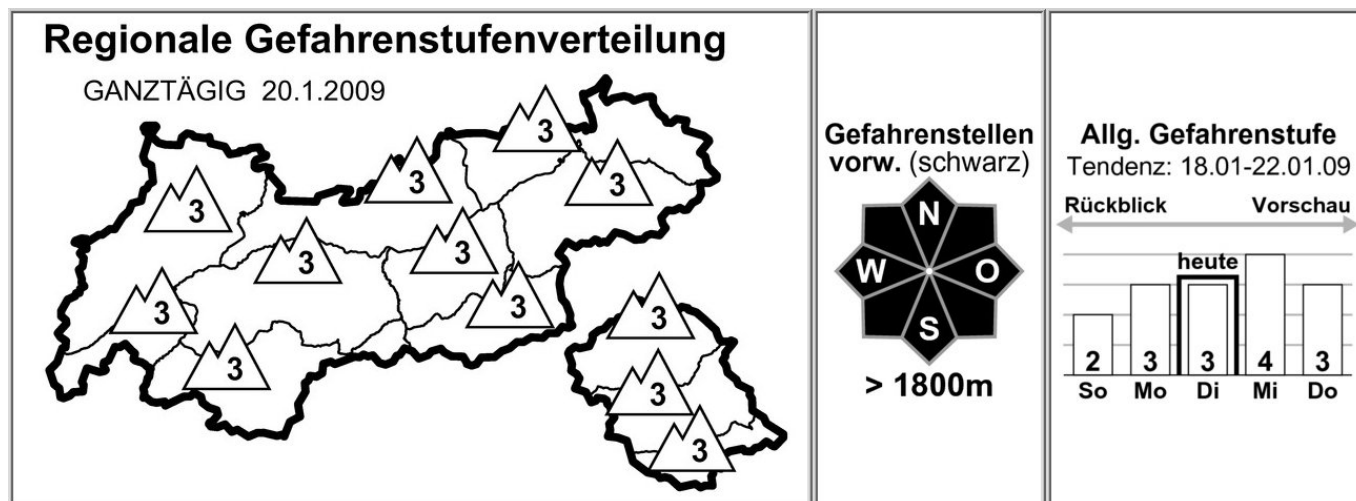 Regionale Gefahrenstufenverteilung
GANZTÄGIG 20.1.2009
3
3
3
3
3
3
3
3
3
3
3
3
Gefahrenstellen
vorw. (schwarz)
N
W O
S
> 1800m
Allg. Gefahrenstufe
Tendenz: 18.01-22.01.09
Rückblick Vorschau
heute
2 3 3 4 3
So Mo Di Mi Do